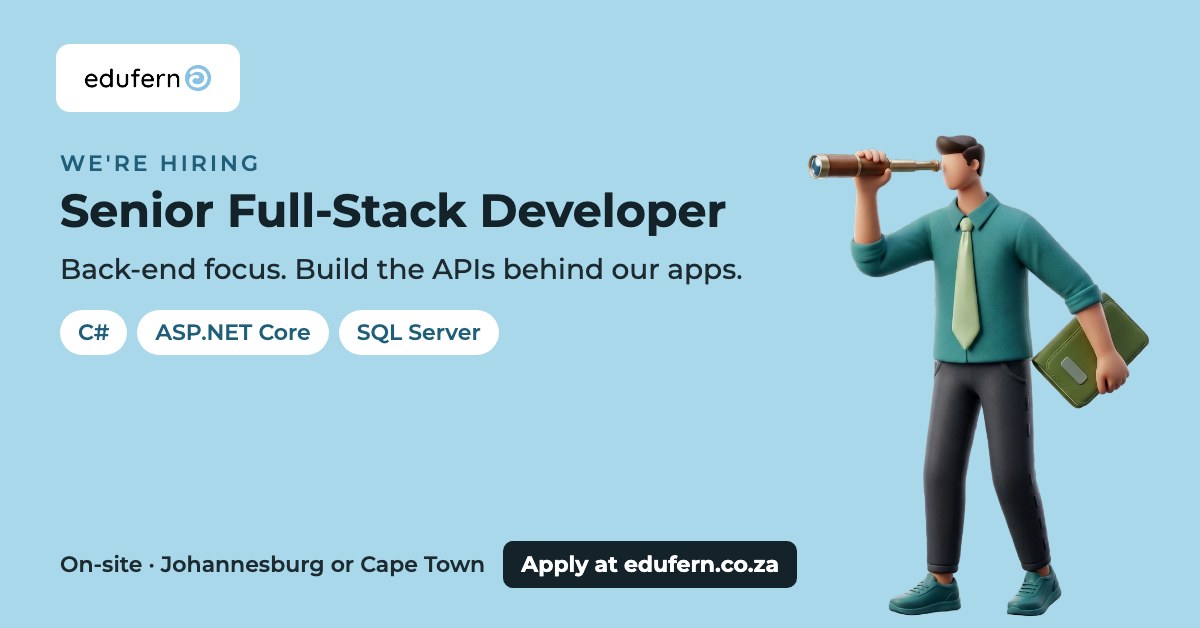 edufern
WE'RE HIRING
Senior Full-Stack Developer
Back-end focus. Build the APIs behind our apps.
C# ASP.NET Core SQL Server
On-site · Johannesburg or Cape Town Apply at edufern.co.za